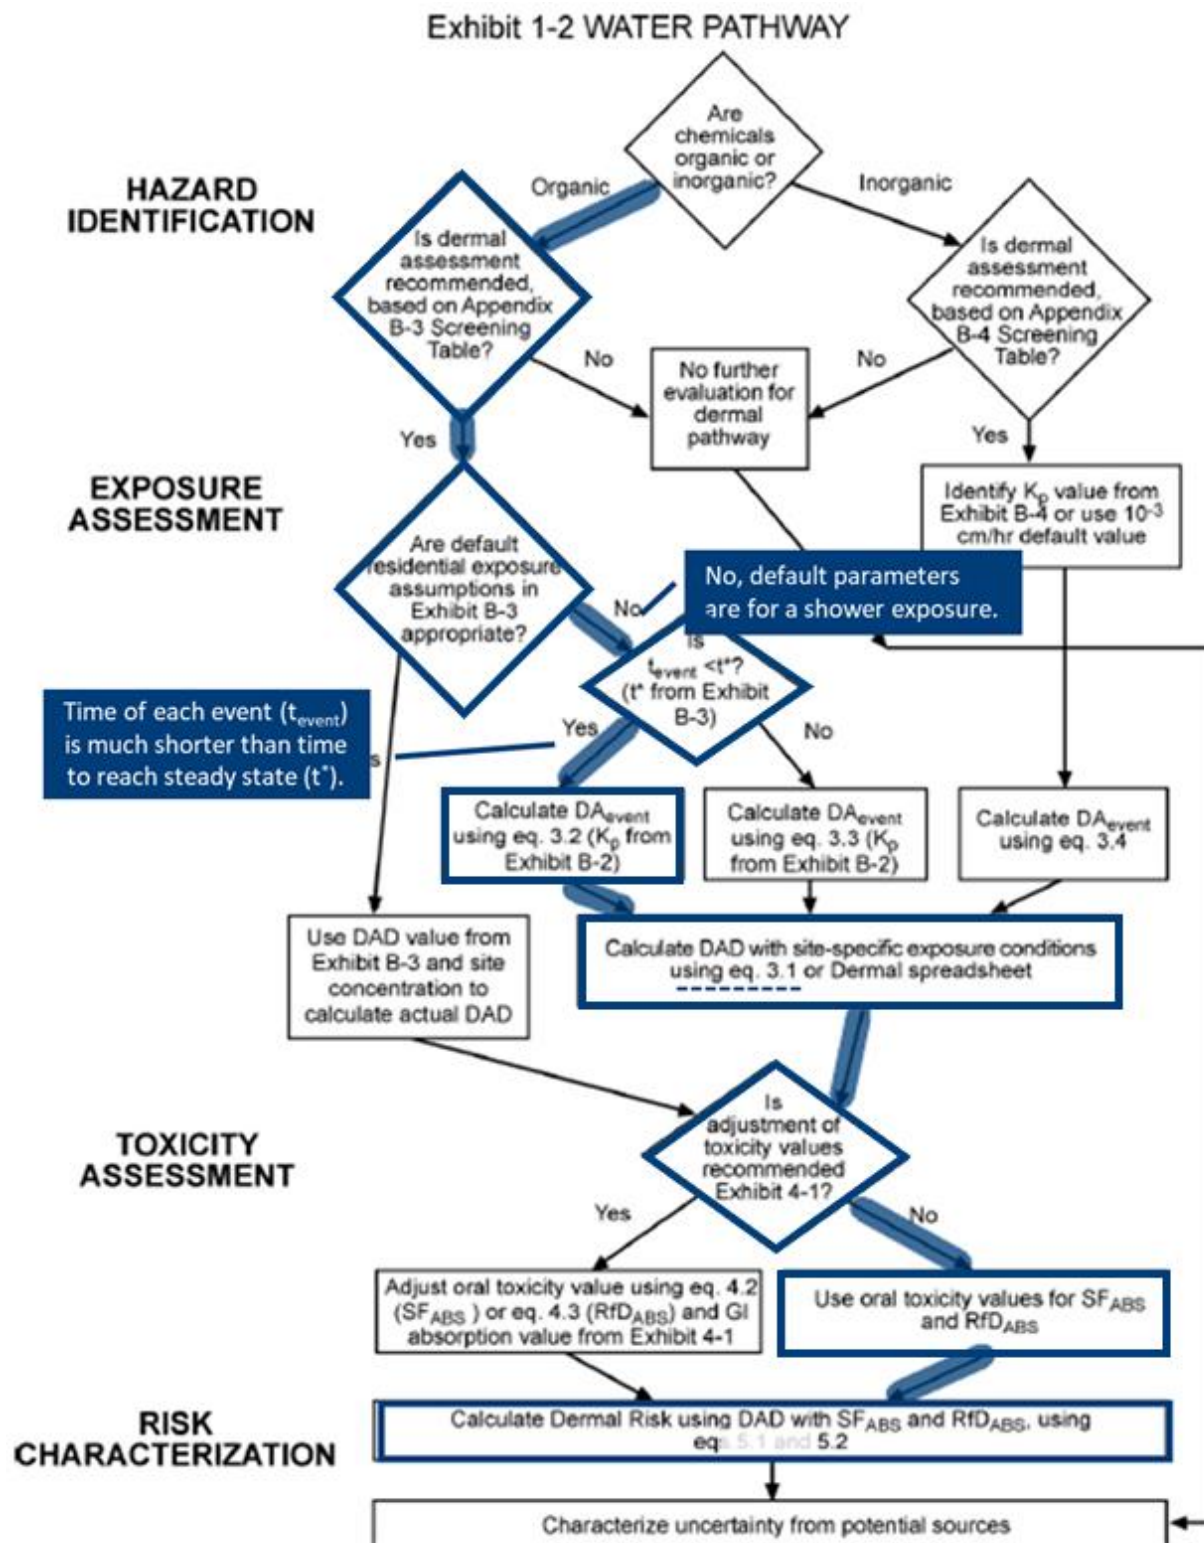 Exhibit 1-2 WATER PATHWAY
Are
chemicals
organic or
inorganic?
HAZARD
IDENTIFICATION
Organic
Inorganic
Is dermal
assessment
recommended,
based on Appendix
B-3 Screening
Table?
Is dermal
assessment
recommended,
based on Appendix
B-4 Screening
Table?
No
No
No further
evaluation for
dermal
pathway
Yes
Yes
EXPOSURE
ASSESSMENT
Identify Kp value from
Exhibit B-4 or use 10-3
cm/hr default value
Are default
residential exposure
assumptions in
Exhibit B-3
appropriate?
No
No, default parameters
are for a shower exposure.
Is
tevent <t*?
(t* from Exhibit
B-3)
Time of each event (tevent)
is much shorter than time
to reach steady state (t*).
s
Yes
No
Calculate DAevent
using eq. 3.2 (Kp from
Exhibit B-2)
Calculate DAevent
using eq. 3.3 (Kp
from Exhibit B-2)
Calculate DAevent
using eq. 3.4
Use DAD value from
Exhibit B-3 and site
concentration to
calculate actual DAD
Calculate DAD with site-specific exposure conditions
using eq. 3.1 or Dermal spreadsheet
TOXICITY
ASSESSMENT
Is
adjustment of
toxicity values
recommended
Exhibit 4-1?
Yes
No
Adjust oral toxicity value using eq. 4.2
(SFABS ) or eq. 4.3 (RfDABS) and GI
absorption value from Exhibit 4-1
Use oral toxicity values for SFABS
and RfDABS
RISK
CHARACTERIZATION
Calculate Dermal Risk using DAD with SFABS and RfDABS, using
eqs 5.1 and 5.2
Characterize uncertainty from potential sources